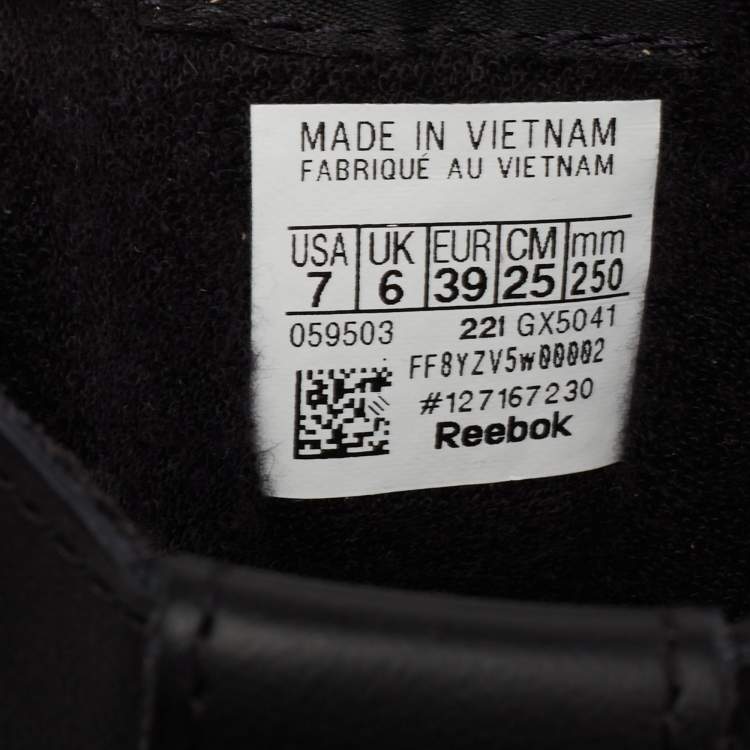 MADE IN VIETNAM
FABRIQUÉ AU VIETNAM
USA UK EUR CM mm
7 6 39 25 250
059503 221 GX5041
FF8YZV5w00002
#127167230
Reebok